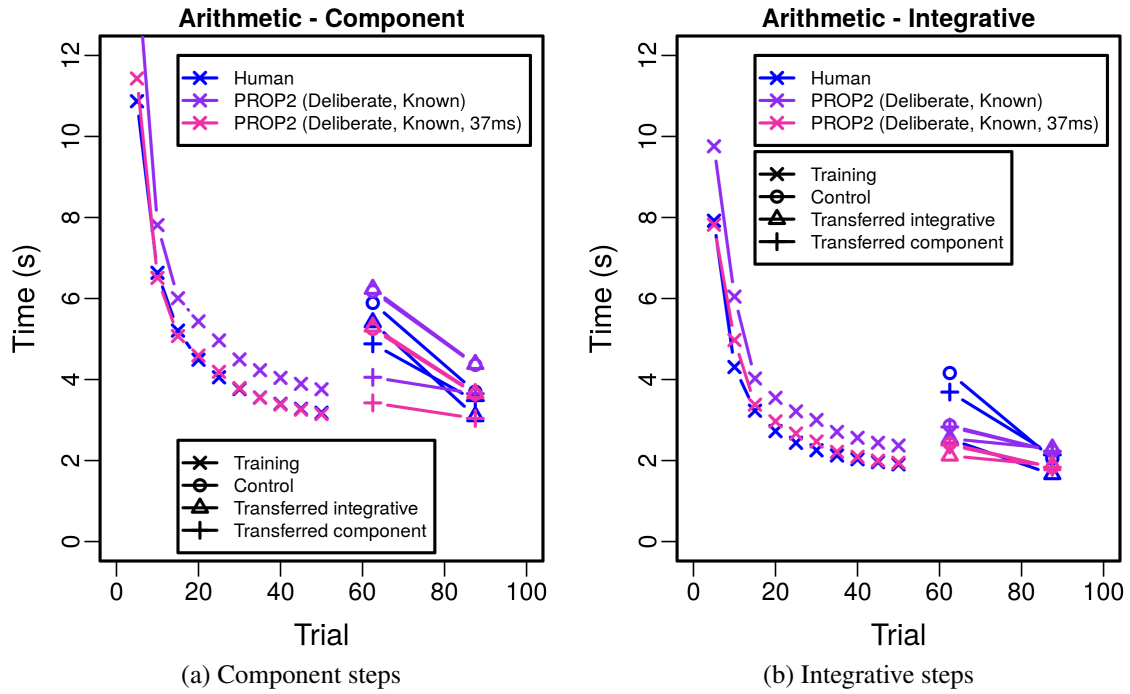 Arithmetic - Component
Time (s)
12
10
8
6
4
2
0
Human
PROP2 (Deliberate, Known)
PROP2 (Deliberate, Known, 37ms)
Training
Control
Transferred integrative
Transferred component
0 20 40 60 80 100
Trial
(a) Component steps
Arithmetic - Integrative
Time (s)
12
10
8
6
4
2
0
Human
PROP2 (Deliberate, Known)
PROP2 (Deliberate, Known, 37ms)
Training
Control
Transferred integrative
Transferred component
0 20 40 60 80 100
Trial
(b) Integrative steps